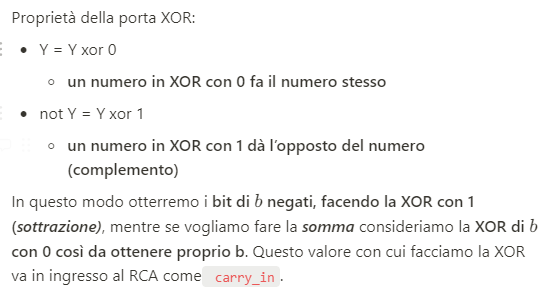 Proprietà della porta XOR:
Y = Y xor 0
un numero in XOR con 0 fa il numero stesso
not Y = Y xor 1
un numero in XOR con 1 dà l'opposto del numero
(complemento)
In questo modo otterremo i bit di b negati, facendo la XOR con 1
(sottrazione), mentre se vogliamo fare la somma consideriamo la XOR di b
con 0 così da ottenere proprio b. Questo valore con cui facciamo la XOR
va in ingresso al RCA come carry_in.